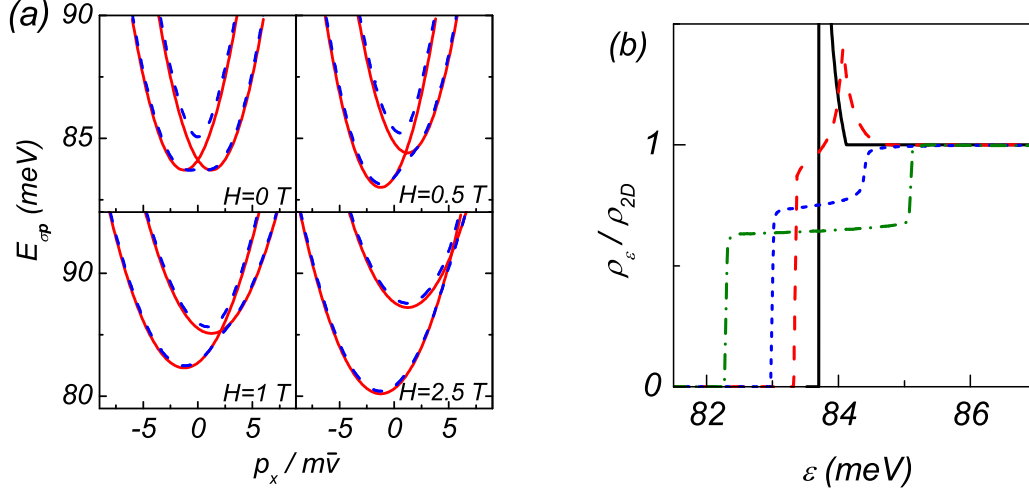 (a)
90
85
80
90
E_σp (meV)
H=0 T
H=0.5 T
H=1 T
H=2.5 T
-5 0 5
-5 0 5
p_x / mv̄
(b)
1
0
ρ_ε / ρ_2D
82 84 86
ε (meV)